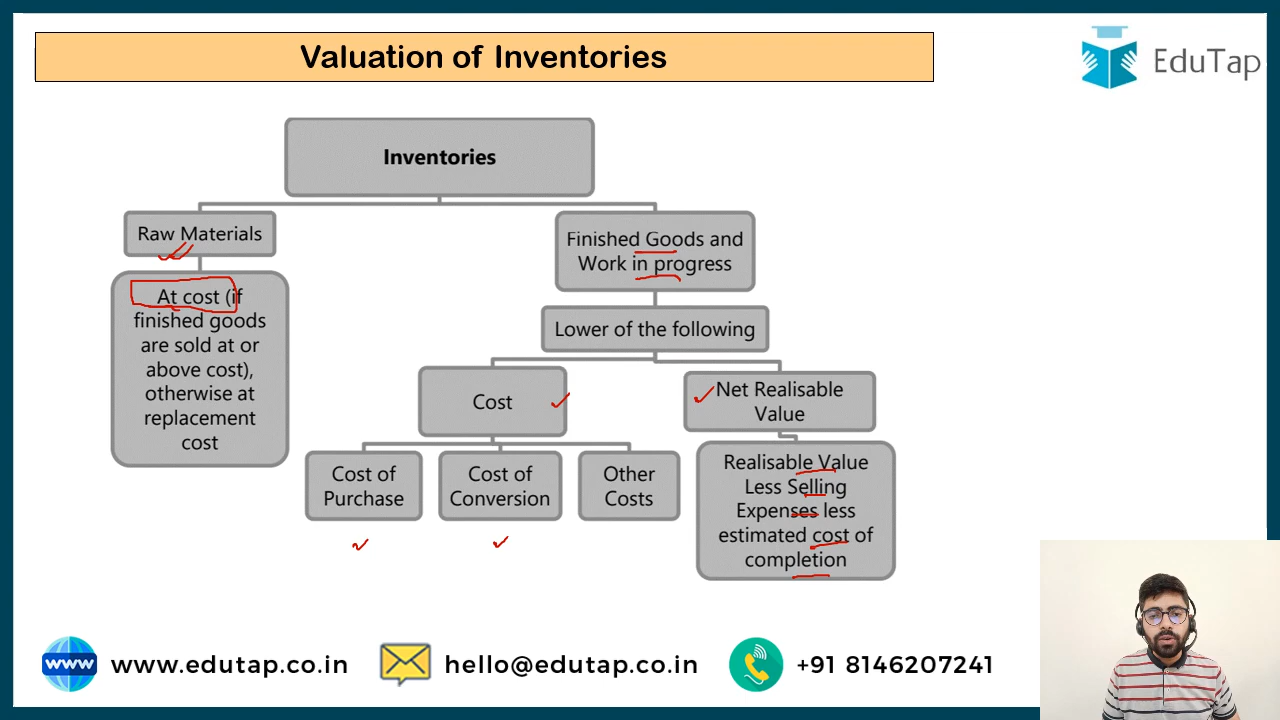 Valuation of Inventories
EduTap
Inventories
Raw Materials
At cost (if
finished goods
are sold at or
above cost),
otherwise at
replacement
cost
Finished Goods and
Work in progress
Lower of the following
Cost
Net Realisable
Value
Cost of
Purchase
Cost of
Conversion
Other
Costs
Realisable Value
Less Selling
Expenses less
estimated cost of
completion
www
www.edutap.co.in
hello@edutap.co.in
+91 8146207241